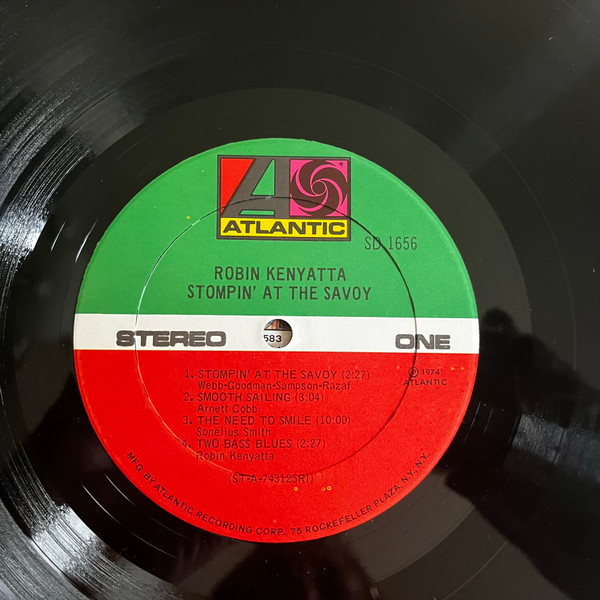 ATLANTIC
SD 1656
ROBIN KENYATTA
STOMPIN' AT THE SAVOY
STEREO 583 ONE
1. STOMPIN' AT THE SAVOY (2:27)
Webb-Goodman-Sampson-Razaf
2. SMOOTH SAILING (3:04)
Arnett Cobb
3. THE NEED TO SMILE (10:00)
Sonelius Smith
4. TWO BASS BLUES (2:27)
Robin Kenyatta
℗ 1974
ATLANTIC
(ST-A-743125RI)
MFG. BY ATLANTIC RECORDING CORP., 75 ROCKEFELLER PLAZA, N.Y., N.Y.